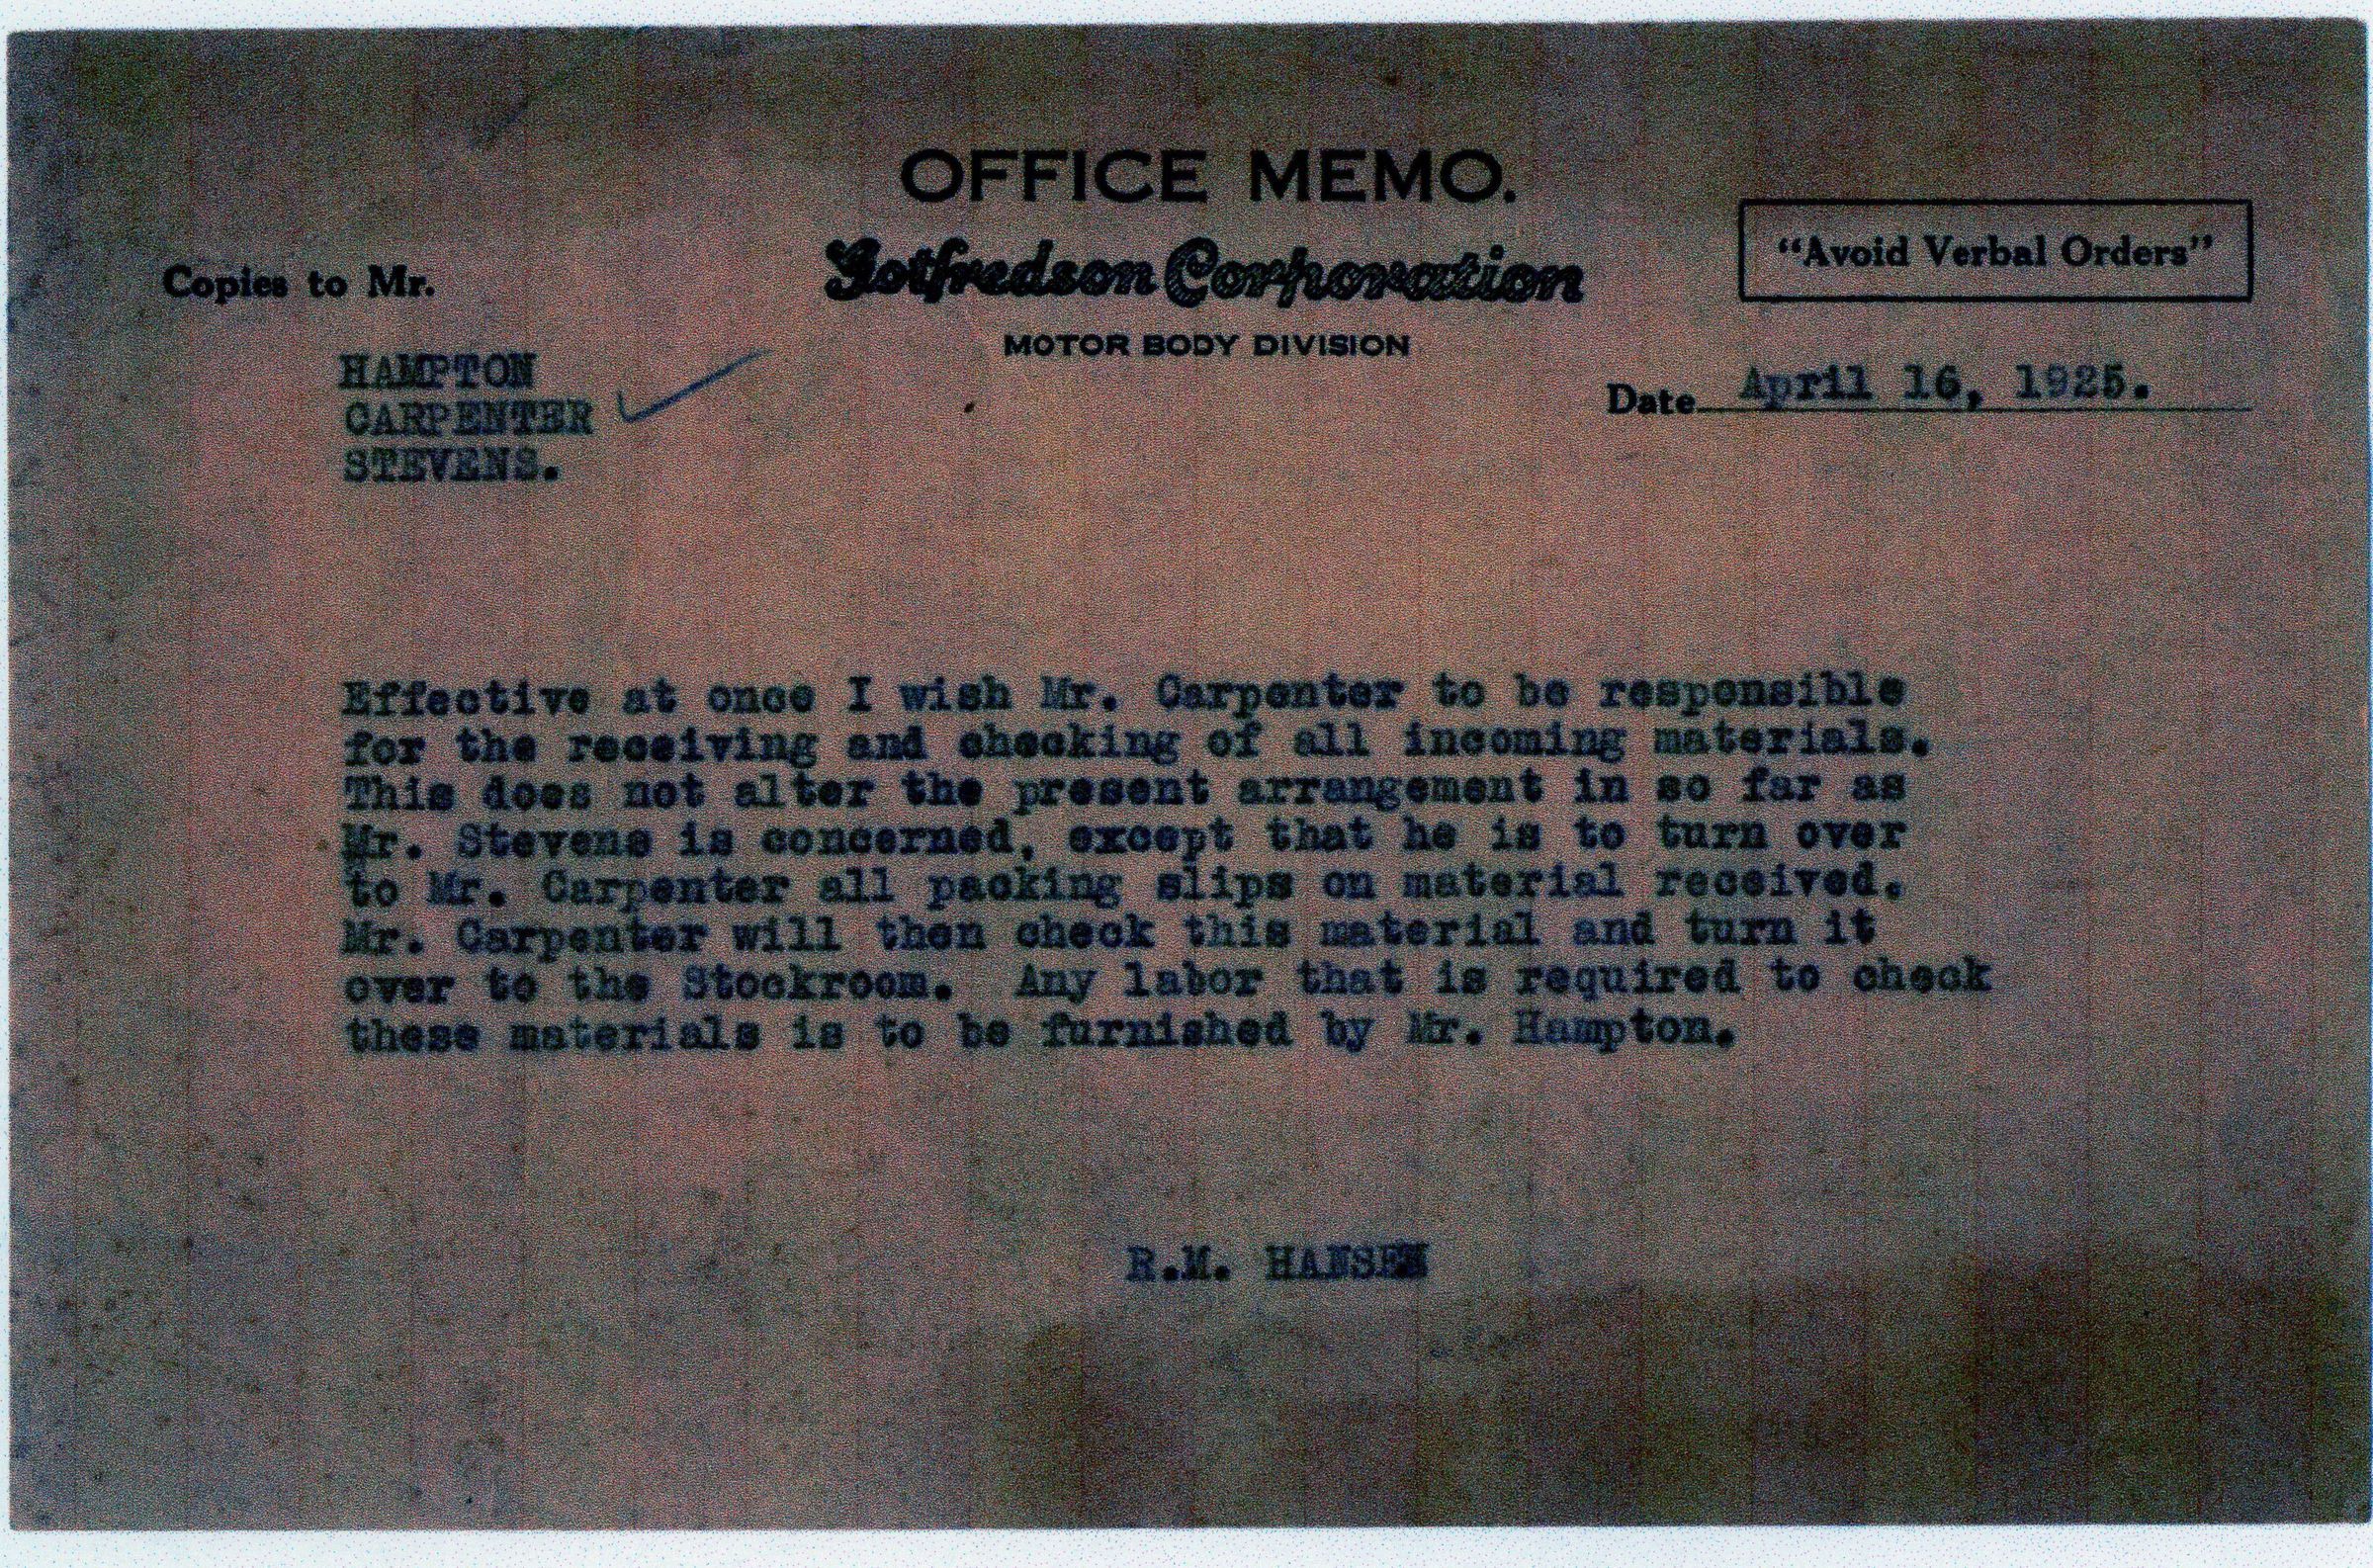 OFFICE MEMO.
Gotfredson Corporation
MOTOR BODY DIVISION
"Avoid Verbal Orders"
Copies to Mr.
HAMPTON
CARPENTER
STEVENS.
Date April 16, 1925.
Effective at once I wish Mr. Carpenter to be responsible
for the receiving and checking of all incoming materials.
This does not alter the present arrangement in so far as
Mr. Stevens is concerned, except that he is to turn over
to Mr. Carpenter all packing slips on material received.
Mr. Carpenter will then check this material and turn it
over to the Stockroom. Any labor that is required to check
these materials is to be furnished by Mr. Hampton.
R.M. HANSEN